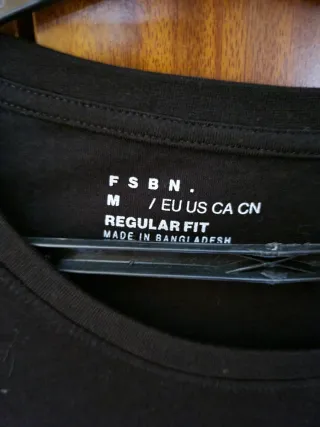 F S B N .
M / EU US CA CN
REGULAR FIT
MADE IN BANGLADESH